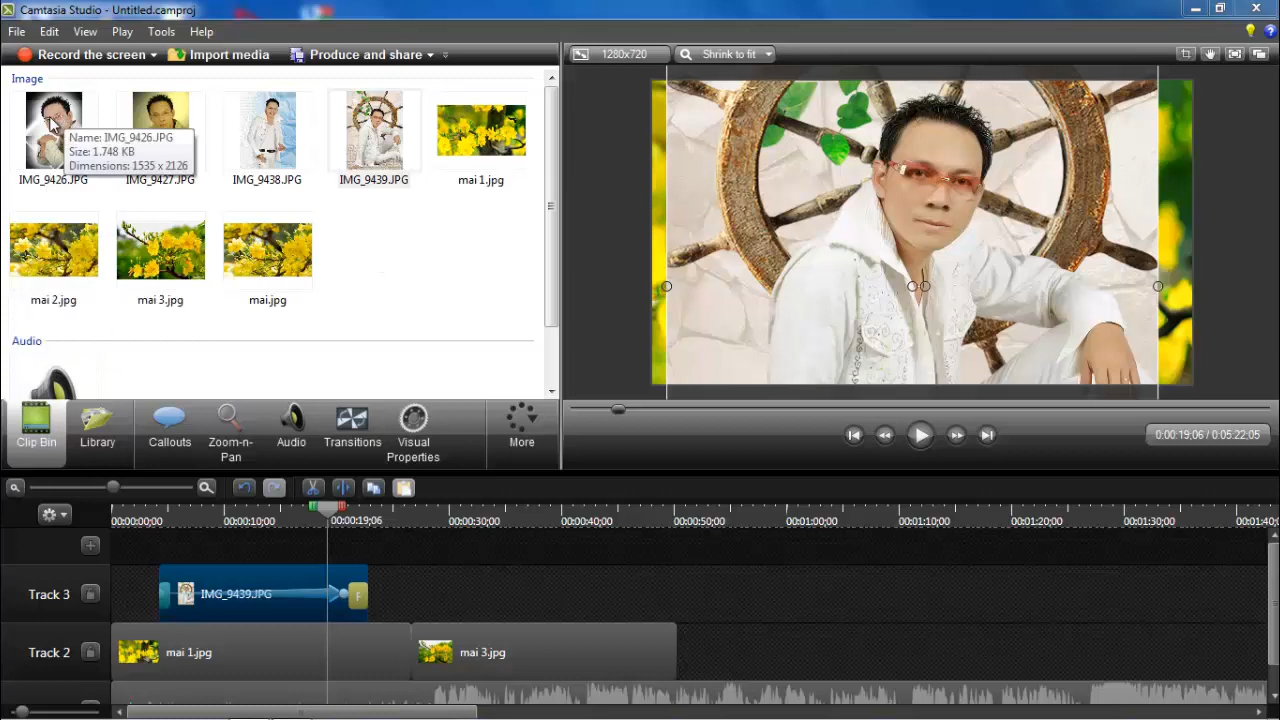 Camtasia Studio - Untitled.camproj
File Edit View Play Tools Help
Record the screen Import media Produce and share
1280x720 Shrink to fit
Image
Name: IMG_9426.JPG
Size: 1.748 KB
Dimensions: 1535 x 2126
IMG_9426.JPG IMG_9427.JPG IMG_9438.JPG IMG_9439.JPG mai 1.jpg
mai 2.jpg mai 3.jpg mai.jpg
Audio
Clip Bin Library Callouts Zoom-n-Pan Audio Transitions Visual Properties More
0:00:19;06 / 0:05:22;05
00:00:00;00 00:00:10;00 00:00:19;06 00:00:30;00 00:00:40;00 00:00:50;00 00:01:00;00 00:01:10;00 00:01:20;00 00:01:30;00 00:01:40;0
Track 3 IMG_9439.JPG F
Track 2 mai 1.jpg mai 3.jpg